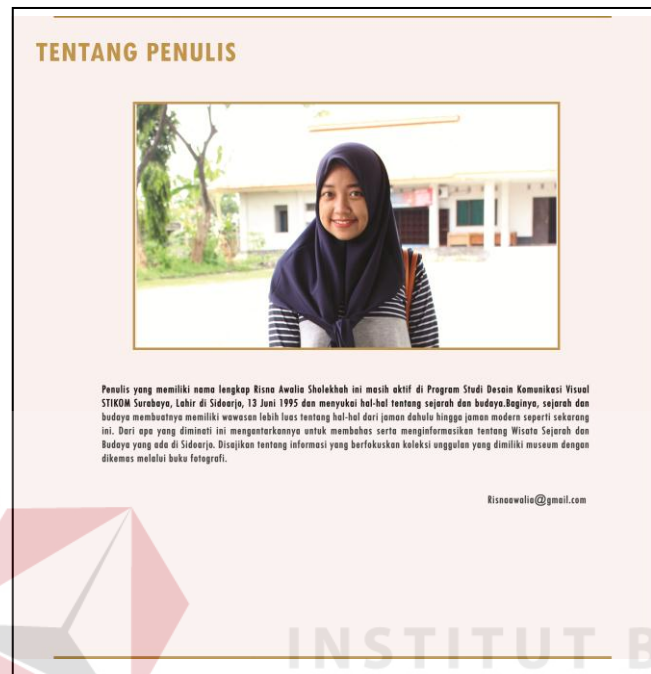 TENTANG PENULIS
Penulis yang memiliki nama lengkap Risna Awalia Sholekhah ini masih aktif di Program Studi Desain Komunikasi Visual
STIKOM Surabaya, Lahir di Sidoarjo, 13 Juni 1995 dan menyukai hal-hal tentang sejarah dan budaya.Baginya, sejarah dan
budaya membuatnya memiliki wawasan lebih luas tentang hal-hal dari jaman dahulu hingga jaman modern seperti sekarang
ini. Dari apa yang diminati ini mengantarkannya untuk membahas serta menginformasikan tentang Wisata Sejarah dan
Budaya yang ada di Sidoarjo. Disajikan tentang informasi yang berfokuskan koleksi unggulan yang dimiliki museum dengan
dikemas melalui buku fotografi.
Risnaawalia@gmail.com
INSTITUT B